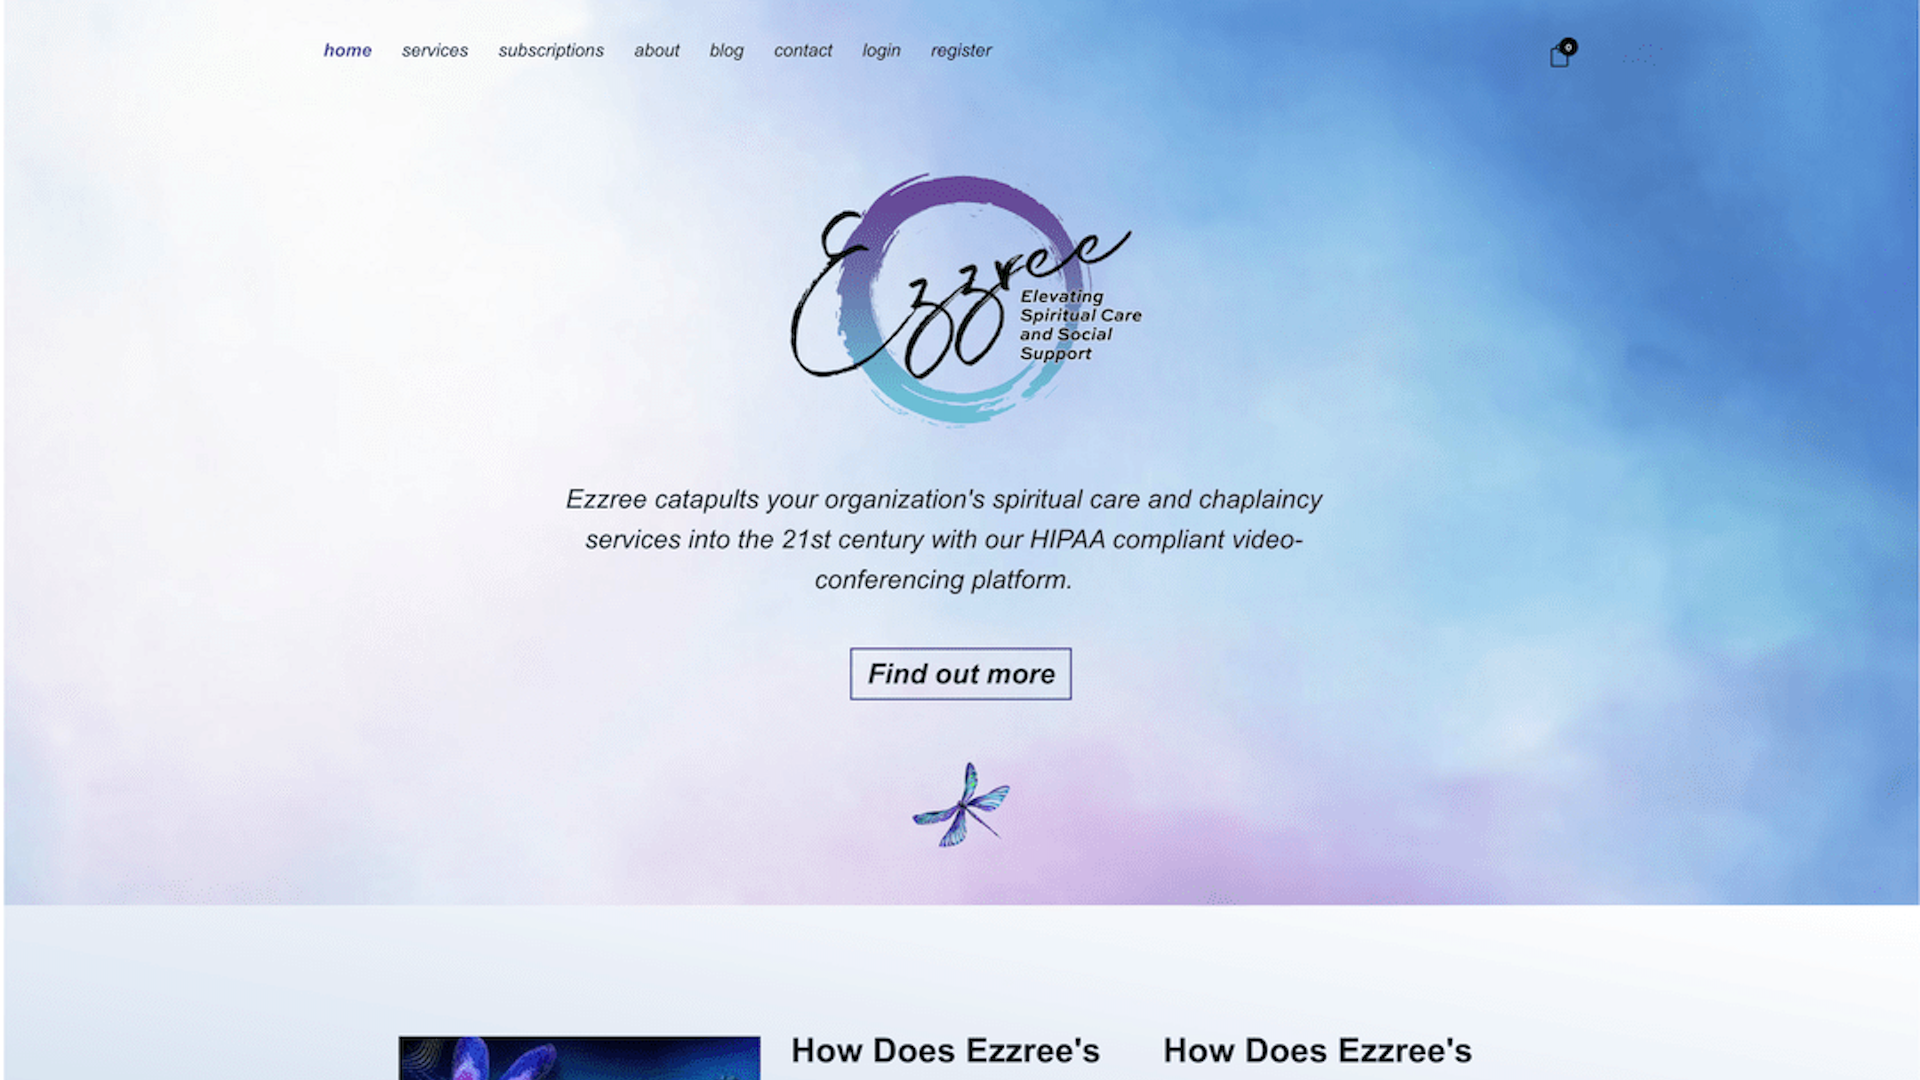 home services subscriptions about blog contact login register
0
Ezzree
Elevating
Spiritual Care
and Social
Support
Ezzree catapults your organization's spiritual care and chaplaincy
services into the 21st century with our HIPAA compliant video-
conferencing platform.
Find out more
How Does Ezzree's
How Does Ezzree's